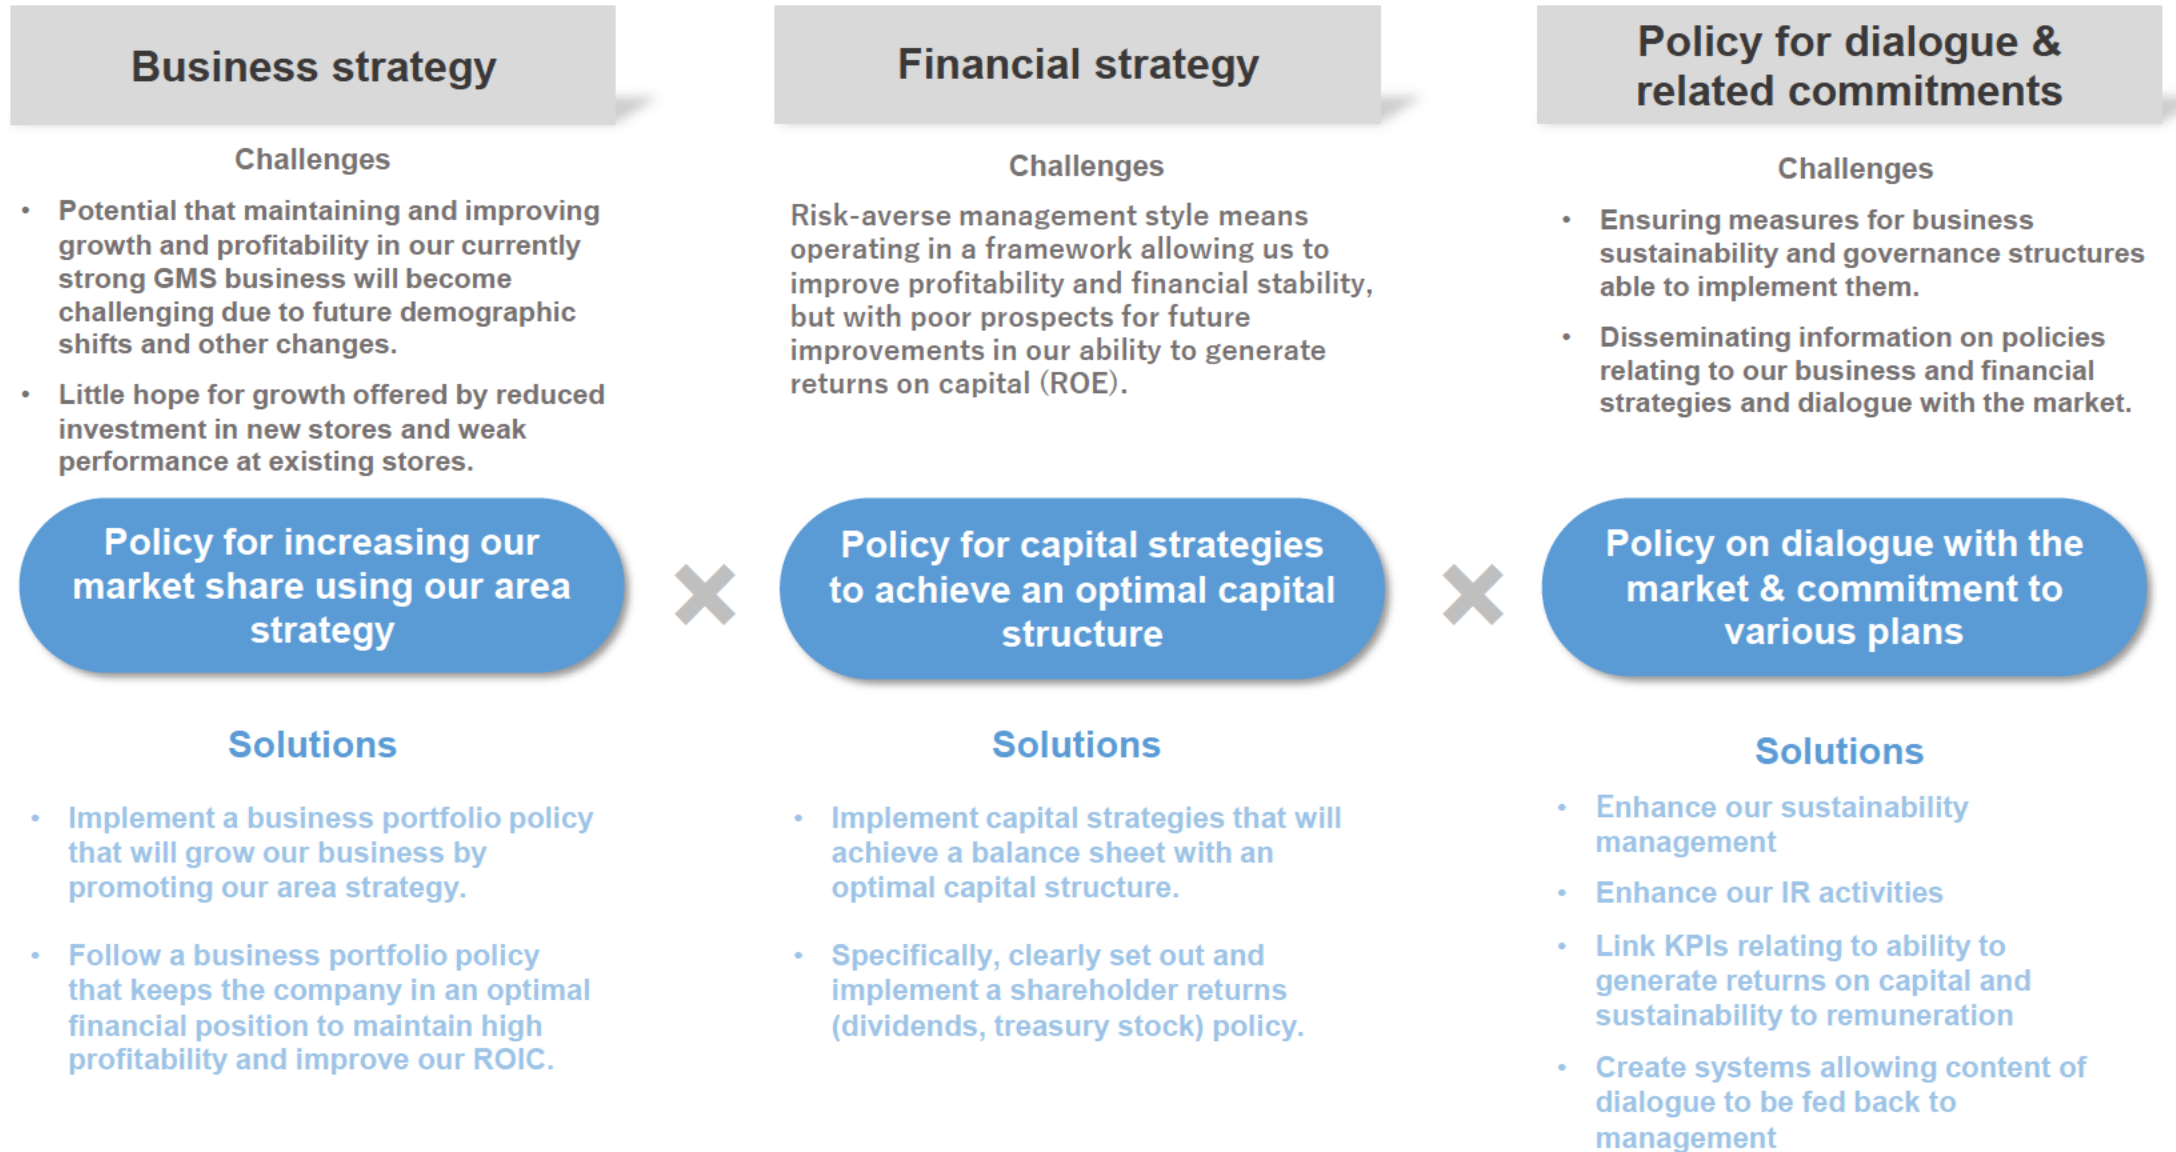 Business strategy
Challenges
• Potential that maintaining and improving
growth and profitability in our currently
strong GMS business will become
challenging due to future demographic
shifts and other changes.
• Little hope for growth offered by reduced
investment in new stores and weak
performance at existing stores.
Policy for increasing our
market share using our area
strategy
Solutions
• Implement a business portfolio policy
that will grow our business by
promoting our area strategy.
• Follow a business portfolio policy
that keeps the company in an optimal
financial position to maintain high
profitability and improve our ROIC.
Financial strategy
Challenges
Risk-averse management style means
operating in a framework allowing us to
improve profitability and financial stability,
but with poor prospects for future
improvements in our ability to generate
returns on capital (ROE).
Policy for capital strategies
to achieve an optimal capital
structure
Solutions
• Implement capital strategies that will
achieve a balance sheet with an
optimal capital structure.
• Specifically, clearly set out and
implement a shareholder returns
(dividends, treasury stock) policy.
Policy for dialogue &
related commitments
Challenges
• Ensuring measures for business
sustainability and governance structures
able to implement them.
• Disseminating information on policies
relating to our business and financial
strategies and dialogue with the market.
Policy on dialogue with the
market & commitment to
various plans
Solutions
• Enhance our sustainability
management
• Enhance our IR activities
• Link KPIs relating to ability to
generate returns on capital and
sustainability to remuneration
• Create systems allowing content of
dialogue to be fed back to
management